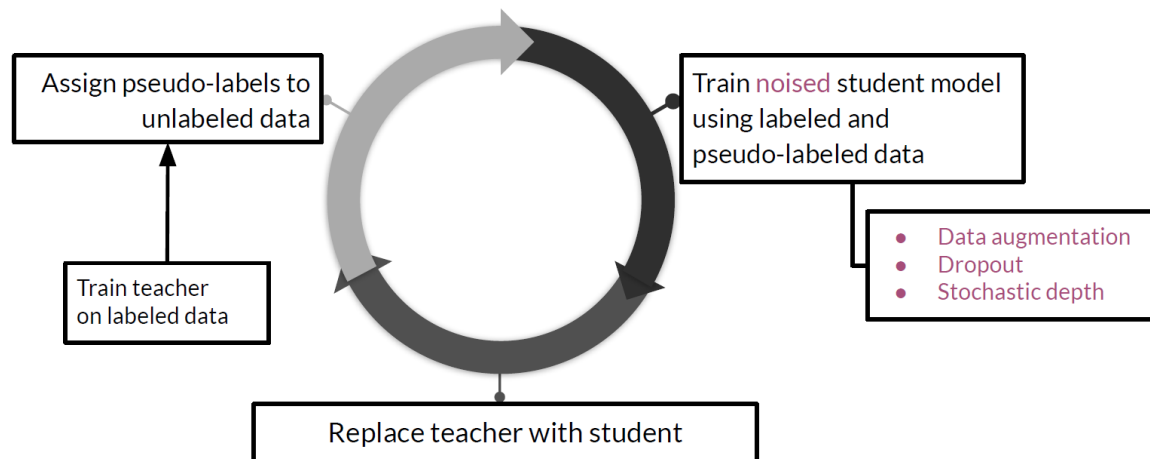 Assign pseudo-labels to
unlabeled data
Train teacher
on labeled data
Train noised student model
using labeled and
pseudo-labeled data
● Data augmentation
● Dropout
● Stochastic depth
Replace teacher with student